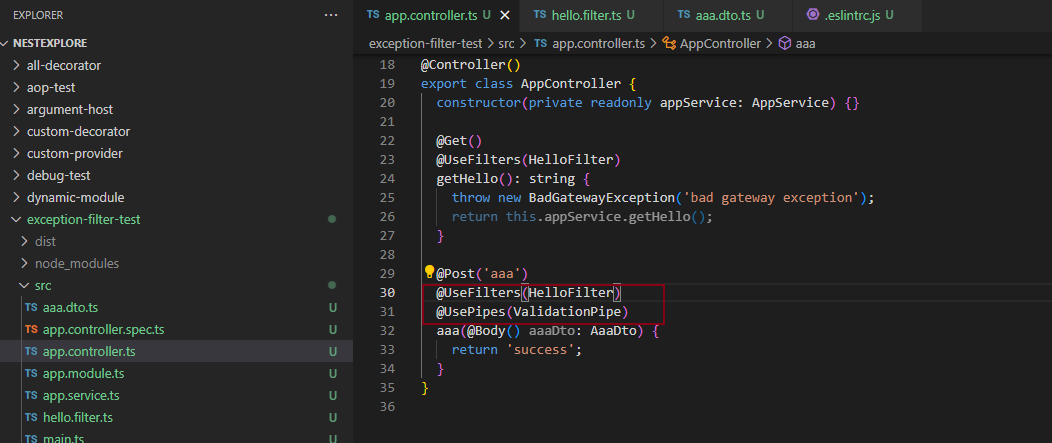 EXPLORER
NESTEXPLORE
all-decorator
aop-test
argument-host
custom-decorator
custom-provider
debug-test
dynamic-module
exception-filter-test
dist
node_modules
src
TS aaa.dto.ts U
TS app.controller.spec.ts U
TS app.controller.ts U
TS app.module.ts U
TS app.service.ts U
TS hello.filter.ts U
TS main.ts U
TS app.controller.ts U TS hello.filter.ts U TS aaa.dto.ts U .eslintrc.js U
exception-filter-test > src > TS app.controller.ts > AppController > aaa
18 @Controller()
19 export class AppController {
20 constructor(private readonly appService: AppService) {}
21
22 @Get()
23 @UseFilters(HelloFilter)
24 getHello(): string {
25 throw new BadGatewayException('bad gateway exception');
26 return this.appService.getHello();
27 }
28
29 @Post('aaa')
30 @UseFilters(HelloFilter)
31 @UsePipes(ValidationPipe)
32 aaa(@Body() aaaDto: AaaDto) {
33 return 'success';
34 }
35 }
36